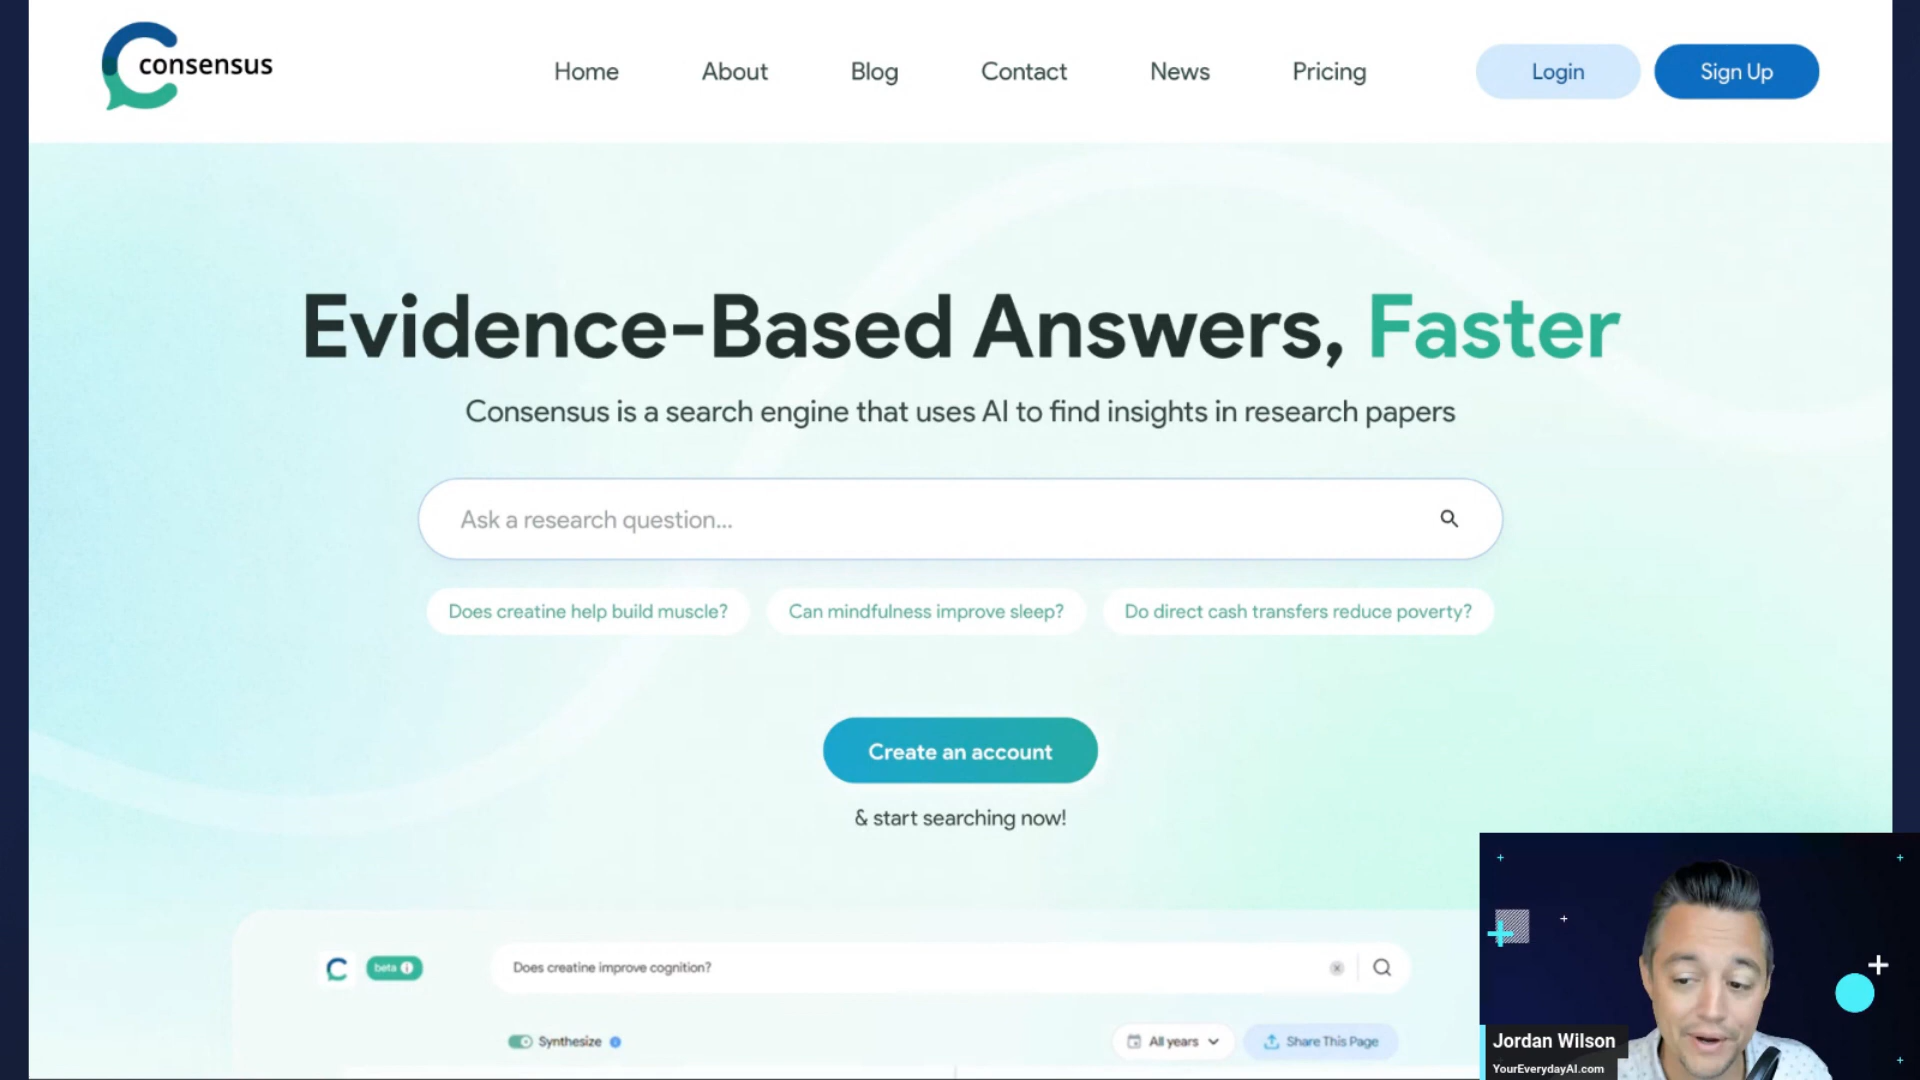 consensus
Home About Blog Contact News Pricing Login Sign Up
Evidence-Based Answers, Faster
Consensus is a search engine that uses AI to find insights in research papers
Ask a research question...
Does creatine help build muscle? Can mindfulness improve sleep? Do direct cash transfers reduce poverty?
Create an account
& start searching now!
beta Does creatine improve cognition?
Synthesize All years Share This Page
Jordan Wilson
YourEverydayAI.com